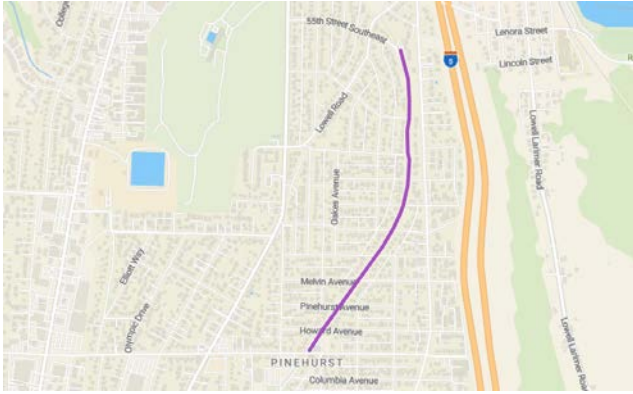 College
55th Street Southeast
Lenora Street
5
Lincoln Street
R
Lowell Road
Lowell Larimer Road
Oakes Avenue
Elliott Way
Melvin Avenue
Pinehurst Avenue
Olympic Drive
Howard Avenue
Lowell Larimer Road
PINEHURST
Columbia Avenue